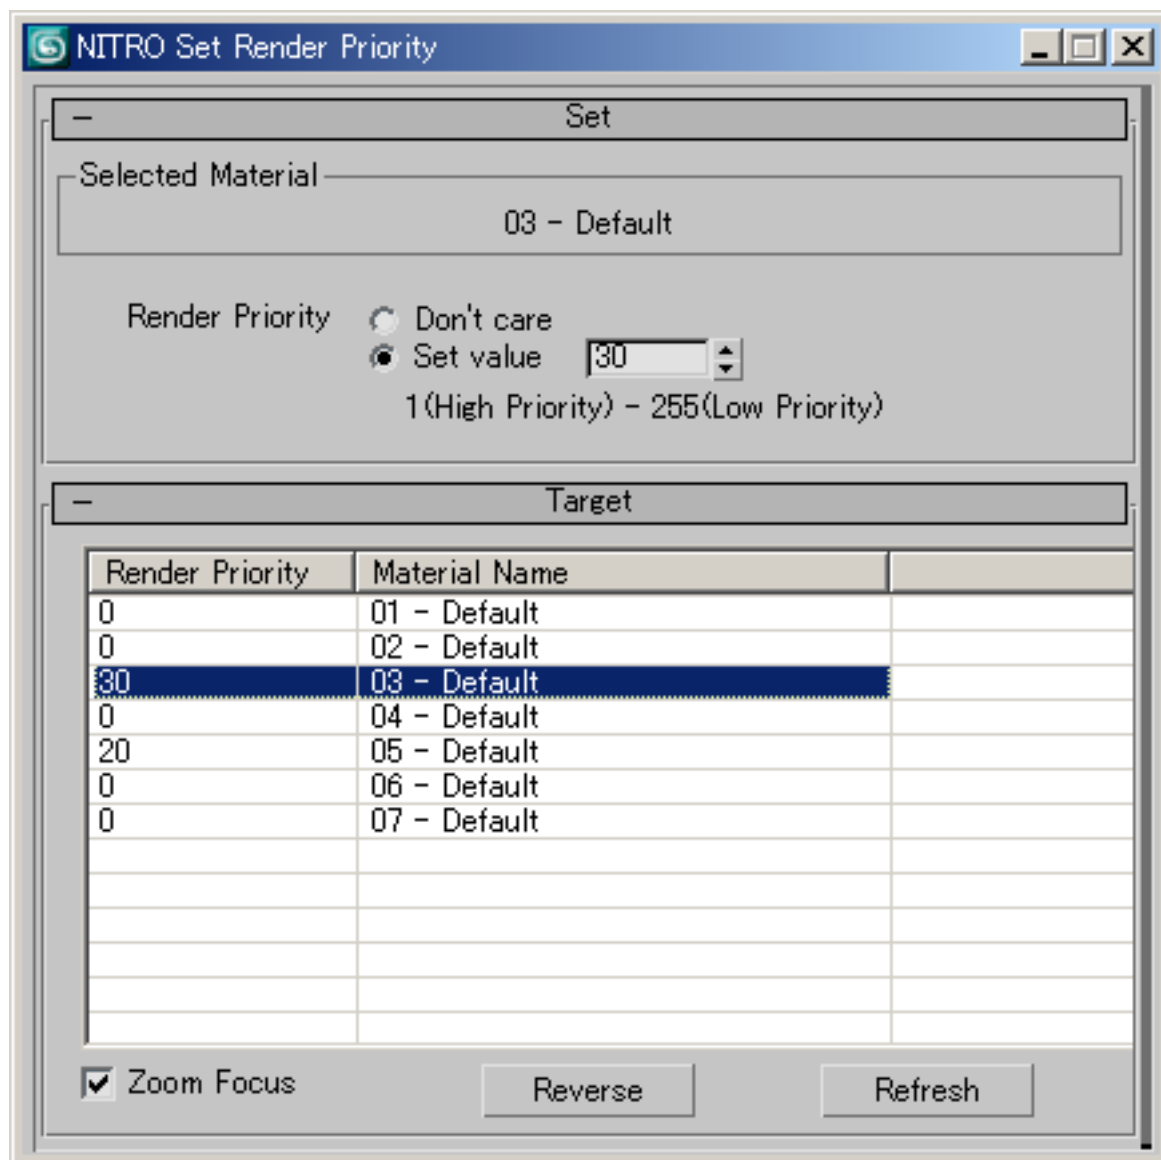 NITRO Set Render Priority
− Set
Selected Material
03 − Default
Render Priority Don't care
Set value 30
1(High Priority) − 255(Low Priority)
− Target
Render Priority Material Name
0 01 − Default
0 02 − Default
30 03 − Default
0 04 − Default
20 05 − Default
0 06 − Default
0 07 − Default
Zoom Focus Reverse Refresh